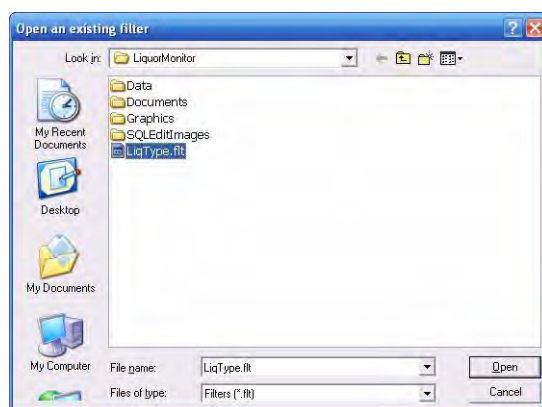 Open an existing filter
Look in: LiquorMonitor
Data
Documents
Graphics
SQLEditImages
LiqType.flt
My Recent
Documents
Desktop
My Documents
My Computer
File name: LiqType.flt Open
Files of type: Filters (*.flt) Cancel